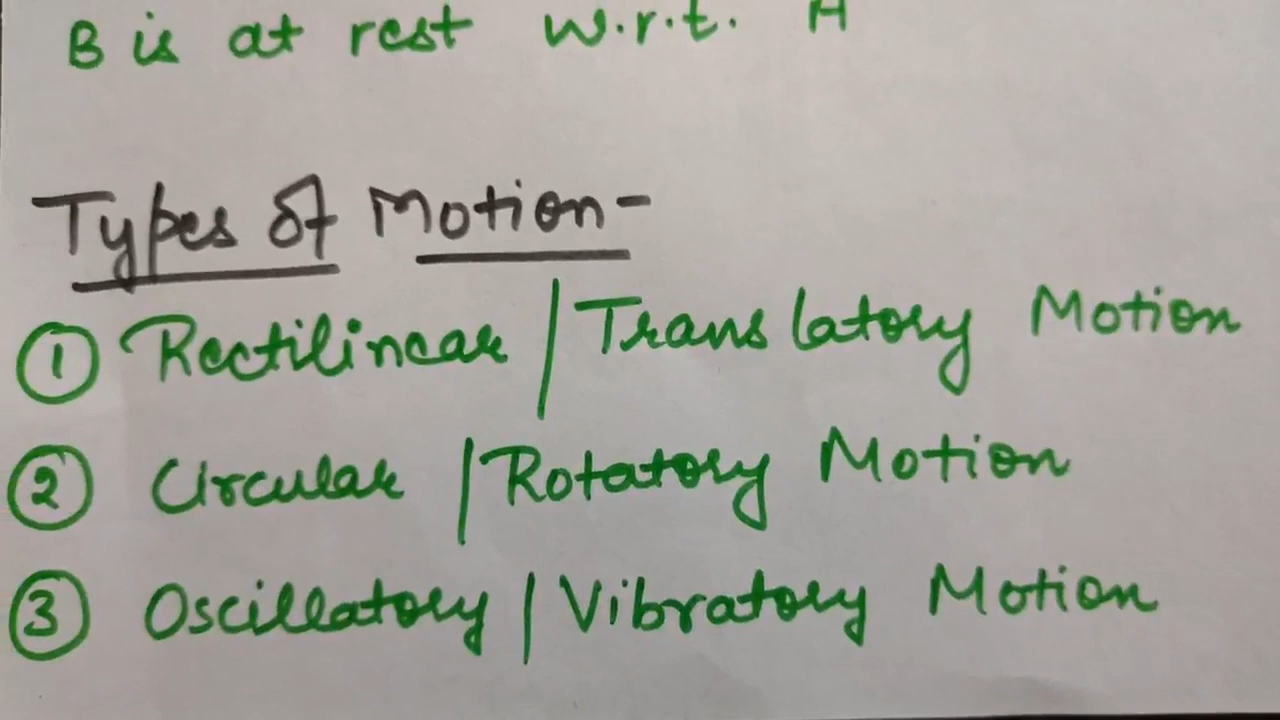 B is at rest w.r.t. A
Types of Motion-
① Rectilinear / Translatory Motion
② Circular / Rotatory Motion
③ Oscillatory / Vibratory Motion